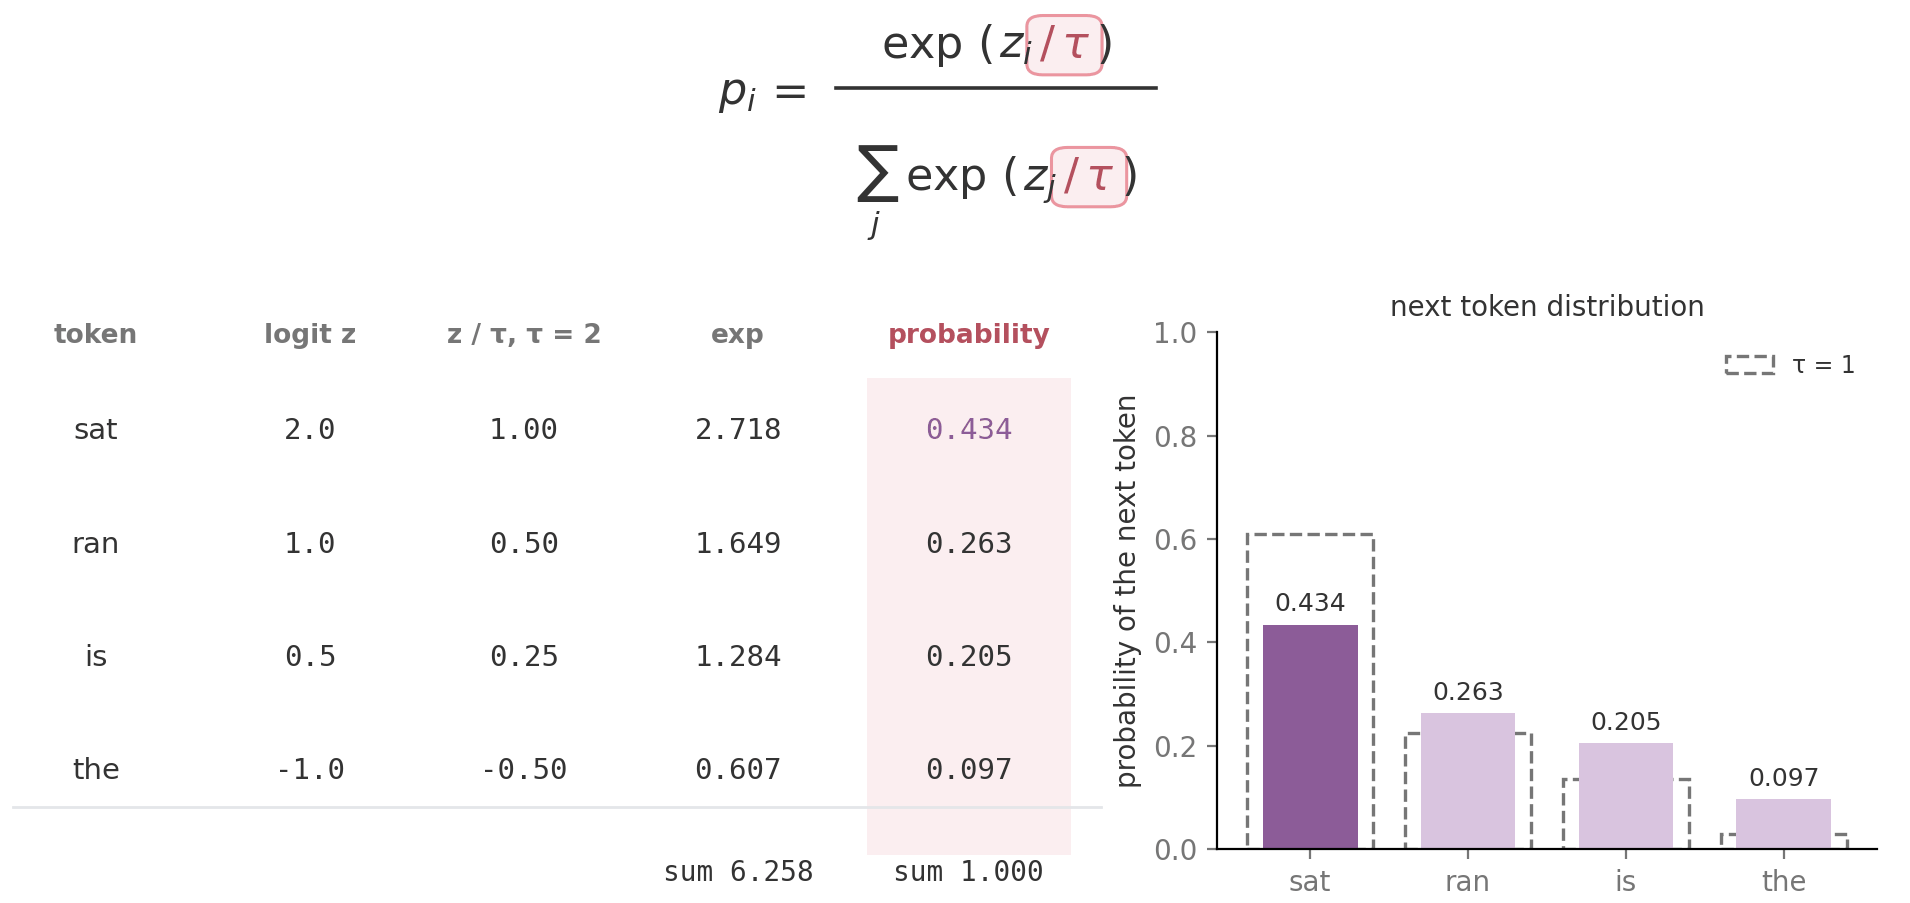 pᵢ = exp (zᵢ / τ)
∑ⱼ exp (zⱼ / τ)
token logit z z / τ, τ = 2 exp probability
sat 2.0 1.00 2.718 0.434
ran 1.0 0.50 1.649 0.263
is 0.5 0.25 1.284 0.205
the -1.0 -0.50 0.607 0.097
sum 6.258 sum 1.000
next token distribution
τ = 1
probability of the next token
1.0
0.8
0.6
0.4
0.2
0.0
0.434
0.263
0.205
0.097
sat ran is the